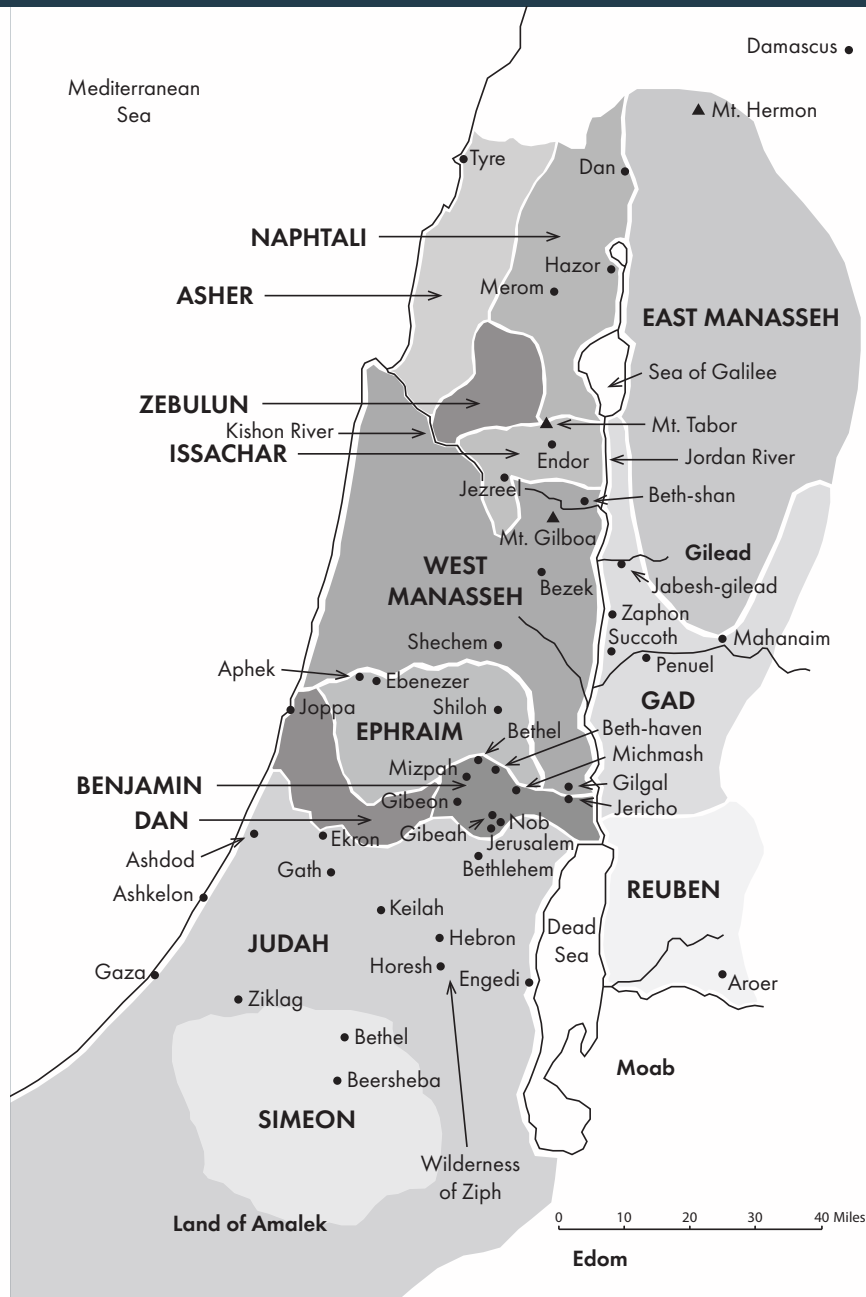 Damascus
Mediterranean
Sea
Mt. Hermon
Tyre
Dan
NAPHTALI
Hazor
Merom
ASHER
EAST MANASSEH
Sea of Galilee
ZEBULUN
Mt. Tabor
Kishon River
ISSACHAR
Endor
Jordan River
Jezreel
Beth-shan
Mt. Gilboa
Gilead
WEST
MANASSEH
Bezek
Jabesh-gilead
Zaphon
Succoth
Mahanaim
Shechem
Penuel
Aphek
Ebenezer
GAD
Joppa
Shiloh
EPHRAIM
Bethel
Beth-haven
Michmash
Mizpah
BENJAMIN
Gilgal
Gibeon
Jericho
DAN
Ekron
Gibeah
Nob
Jerusalem
Ashdod
Gath
Bethlehem
Ashkelon
REUBEN
Keilah
JUDAH
Hebron
Dead
Sea
Horesh
Gaza
Engedi
Aroer
Ziklag
Bethel
Moab
Beersheba
SIMEON
Wilderness
of Ziph
Land of Amalek
0 10 20 30 40 Miles
Edom